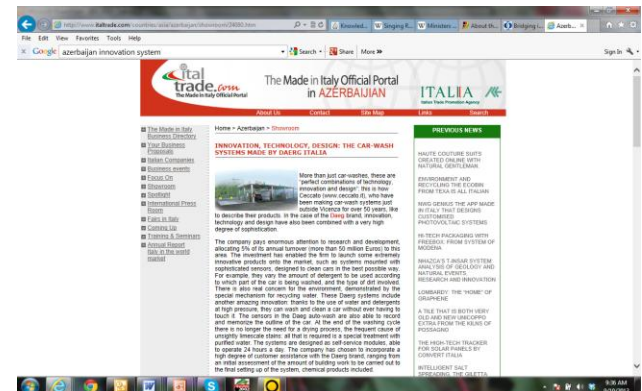 http://www.italtrade.com/countries/asia/azerbaijan/showroom/24080.htm
Knowled...
Singing R...
Ministers ...
About th...
Bridging i...
Azerb...
File Edit View Favorites Tools Help
Google azerbaijan innovation system
Search
Share
More »
Sign In
ital
trade.com
The Made in Italy Official Portal
The Made in Italy Official Portal
in AZERBAIJAN
ITALIA
Italian Trade Promotion Agency
About Us Contact Site Map Links Search
The Made in Italy
Business Directory
Your Business
Proposals
Italian Companies
Business events
Focus On
Showroom
Spotlight
International Press
Room
Fairs in Italy
Coming Up
Training & Seminars
Annual Report
Italy in the world
market
Home > Azerbaijan > Showroom
INNOVATION, TECHNOLOGY, DESIGN: THE CAR-WASH
SYSTEMS MADE BY DAERG ITALIA
More than just car-washes, these are
"perfect combinations of technology,
innovation and design": this is how
Ceccato (www.ceccato.it), who have
been making car-wash systems just
outside Vicenza for over 50 years, like
to describe their products. In the case of the Daerg brand, innovation,
technology and design have also been combined with a very high
degree of sophistication.
The company pays enormous attention to research and development,
allocating 5% of its annual turnover (more than 50 million Euros) to this
area. The investment has enabled the firm to launch some extremely
innovative products onto the market, such as systems mounted with
sophisticated sensors, designed to clean cars in the best possible way.
For example, they vary the amount of detergent to be used according
to which part of the car is being washed, and the type of dirt involved.
There is also real concern for the environment, demonstrated by the
special mechanism for recycling water. These Daerg systems include
another amazing innovation: thanks to the use of water and detergents
at high pressure, they can wash and clean a car without ever having to
touch it. The sensors in the Daerg auto-wash are also able to record
and memorize the outline of the car. At the end of the washing cycle
there is no longer the need for a drying process, the frequent cause of
unsightly limescale stains: all that is required is a special treatment with
purified water. The systems are designed as self-service modules, able
to operate 24 hours a day. The company has chosen to incorporate a
high degree of customer assistance with the Daerg brand, ranging from
an initial assessment of the amount of building work to be carried out to
the final setting up of the system, chemical products included.
PREVIOUS NEWS
HAUTE COUTURE SUITS
CREATED ONLINE WITH
NATURAL GENTLEMAN.
ENVIRONMENT AND
RECYCLING THE ECOBIN
FROM TEXA IS ALL ITALIAN
MWG GENIUS THE APP MADE
IN ITALY THAT DESIGNS
CUSTOMISED
PHOTOVOLTAIC SYSTEMS
HI-TECH PACKAGING WITH
FREEBOX, FROM SYSTEM OF
MODENA
NHAZCA'S T-INSAR SYSTEM
ANALYSIS OF GEOLOGY AND
NATURAL EVENTS
RESEARCH AND INNOVATION
LOMBARDY: THE "HOME" OF
GRAPHENE
A TILE THAT IS BOTH VERY
OLD AND NEW UNICOPPO
EXTRA FROM THE KILNS OF
POSSAGNO
THE HIGH-TECH TRACKER
FOR SOLAR PANELS BY
CONVERT ITALIA
INTELLIGENT SALT
SPREADING, THE GILETTA
9:36 AM